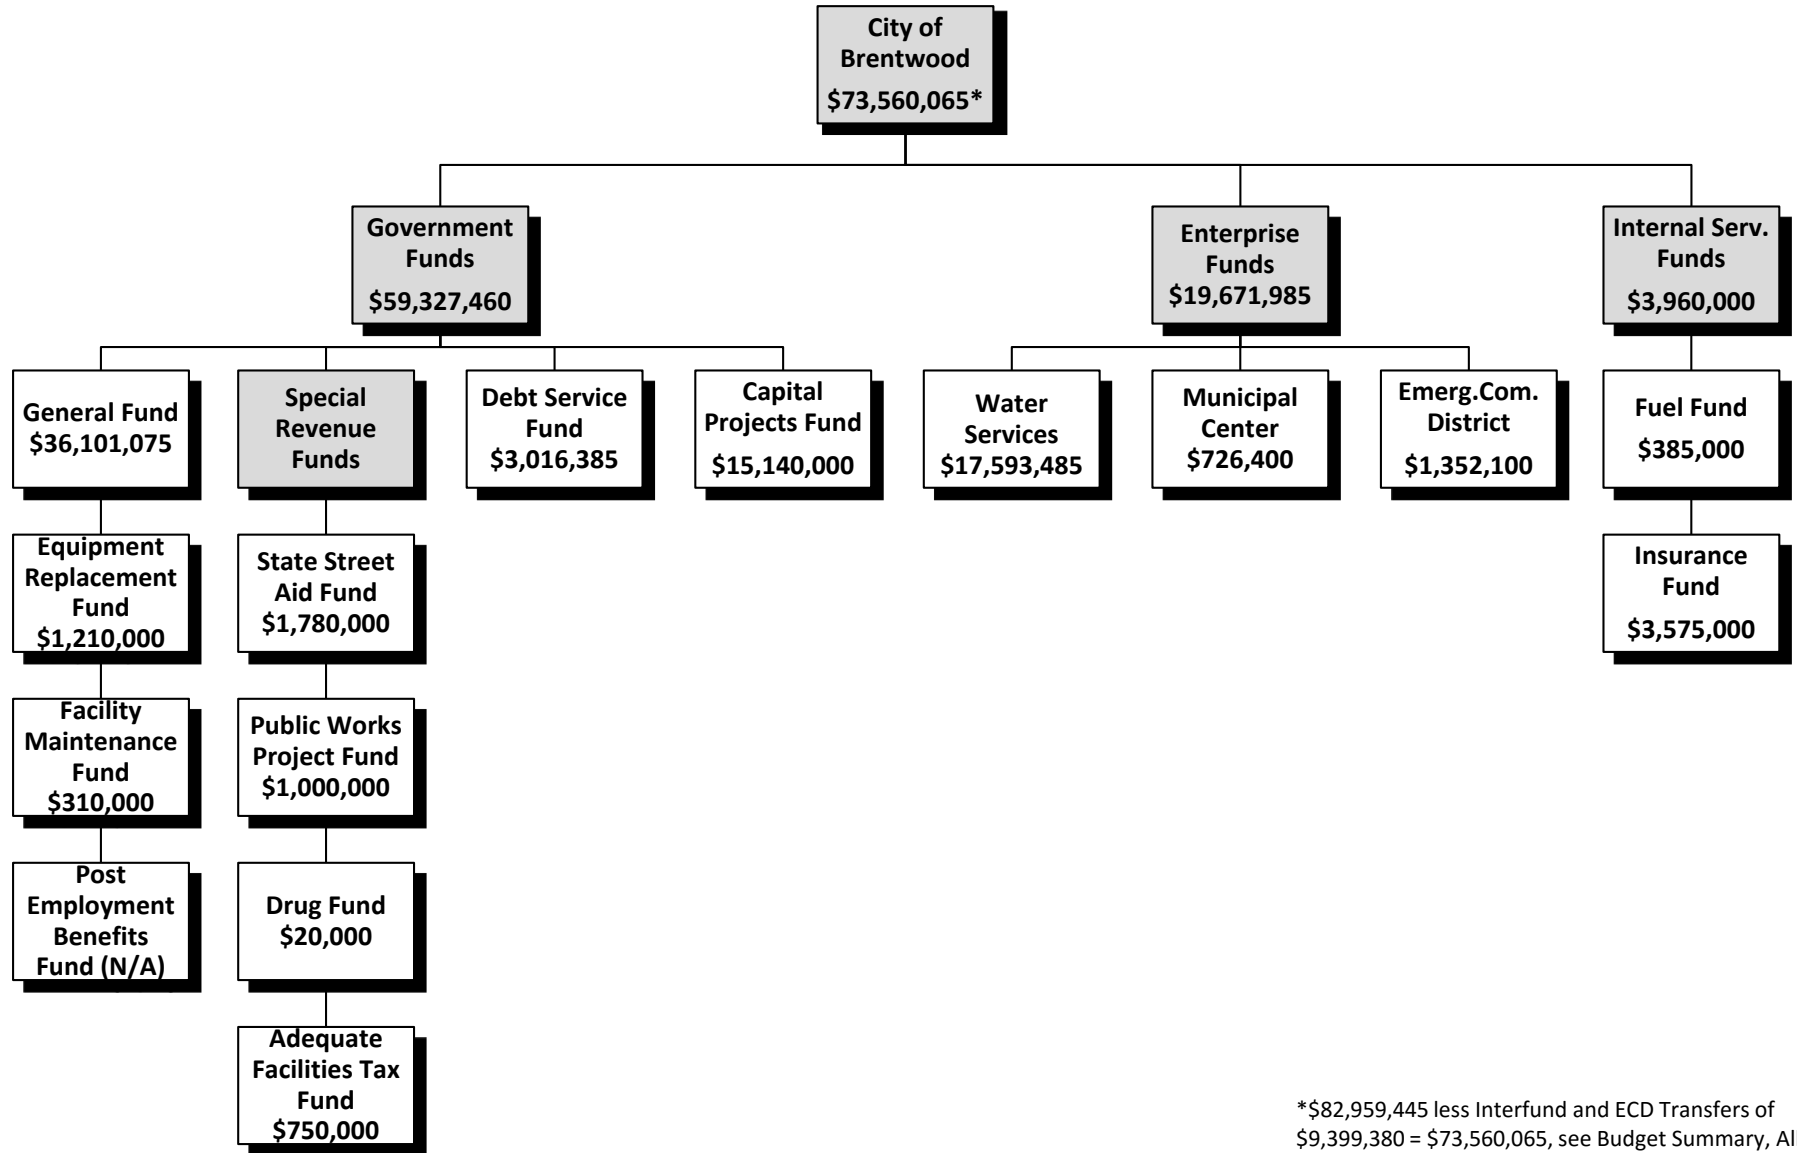 City of
Brentwood
$73,560,065*
Government
Funds
$59,327,460
Enterprise
Funds
$19,671,985
Internal Serv.
Funds
$3,960,000
General Fund
$36,101,075
Special
Revenue
Funds
Debt Service
Fund
$3,016,385
Capital
Projects Fund
$15,140,000
Water
Services
$17,593,485
Municipal
Center
$726,400
Emerg.Com.
District
$1,352,100
Fuel Fund
$385,000
Equipment
Replacement
Fund
$1,210,000
State Street
Aid Fund
$1,780,000
Insurance
Fund
$3,575,000
Facility
Maintenance
Fund
$310,000
Public Works
Project Fund
$1,000,000
Post
Employment
Benefits
Fund (N/A)
Drug Fund
$20,000
Adequate
Facilities Tax
Fund
$750,000
*$82,959,445 less Interfund and ECD Transfers of
$9,399,380 = $73,560,065, see Budget Summary, Al